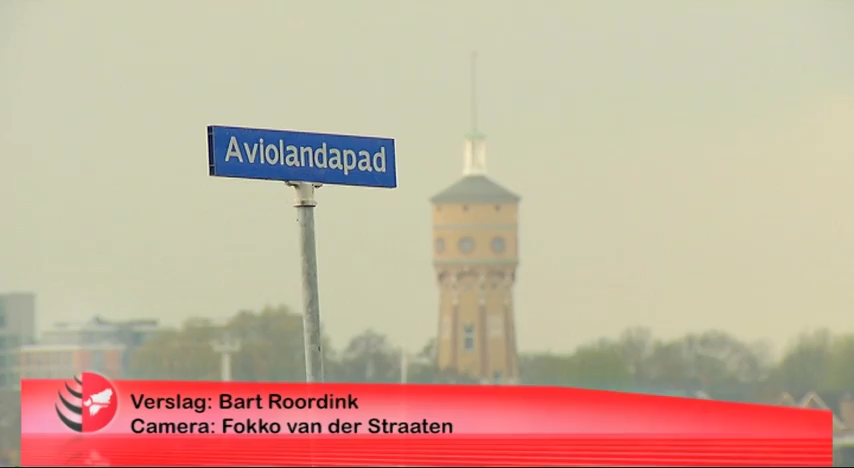 Aviolandapad
Verslag: Bart Roordink
Camera: Fokko van der Straaten